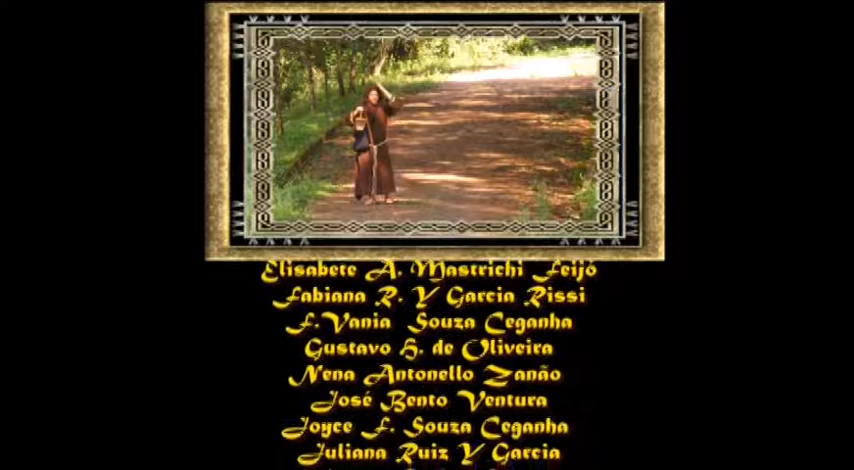 Elisabete A. Mastrichi Feijó
Fabiana R. Y Garcia Rissi
F.Vania Souza Ceganha
Gustavo H. de Oliveira
Nena Antonello Zanão
José Bento Ventura
Joyce F. Souza Ceganha
Juliana Ruiz Y Garcia